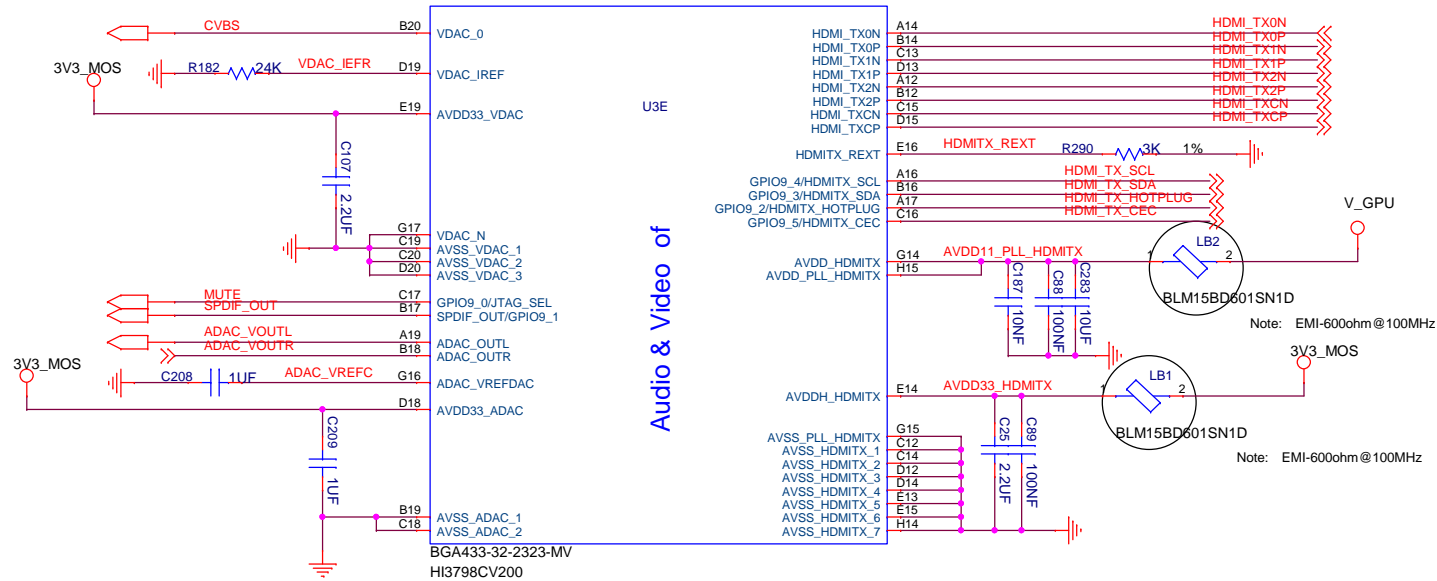 CVBS
B20
VDAC_0
3V3_MOS
R182
24K
VDAC_IEFR
D19
VDAC_IREF
E19
AVDD33_VDAC
C107
2.2UF
G17
VDAC_N
C19
AVSS_VDAC_1
C20
AVSS_VDAC_2
D20
AVSS_VDAC_3
MUTE
C17
GPIO9_0/JTAG_SEL
SPDIF_OUT
B17
SPDIF_OUT/GPIO9_1
ADAC_VOUTL
A19
ADAC_OUTL
ADAC_VOUTR
B18
ADAC_OUTR
3V3_MOS
C208
1UF
ADAC_VREFC
G16
ADAC_VREFDAC
D18
AVDD33_ADAC
C209
1UF
B19
AVSS_ADAC_1
C18
AVSS_ADAC_2
U3E
Audio & Video of
BGA433-32-2323-MV
HI3798CV200
HDMI_TX0N
A14
HDMI_TX0N
HDMI_TX0P
B14
HDMI_TX0P
HDMI_TX1N
C13
HDMI_TX1N
HDMI_TX1P
D13
HDMI_TX1P
HDMI_TX2N
A12
HDMI_TX2N
HDMI_TX2P
B12
HDMI_TX2P
HDMI_TXCN
C15
HDMI_TXCN
HDMI_TXCP
D15
HDMI_TXCP
HDMITX_REXT
E16
HDMITX_REXT
R290
3K
1%
GPIO9_4/HDMITX_SCL
A16
HDMI_TX_SCL
GPIO9_3/HDMITX_SDA
B16
HDMI_TX_SDA
GPIO9_2/HDMITX_HOTPLUG
A17
HDMI_TX_HOTPLUG
GPIO9_5/HDMITX_CEC
C16
HDMI_TX_CEC
V_GPU
AVDD_HDMITX
G14
AVDD11_PLL_HDMITX
AVDD_PLL_HDMITX
H15
C187
10NF
C88
100NF
C283
10UF
1
LB2
2
BLM15BD601SN1D
Note: EMI-600ohm@100MHz
3V3_MOS
AVDDH_HDMITX
E14
AVDD33_HDMITX
1
LB1
2
BLM15BD601SN1D
Note: EMI-600ohm@100MHz
C25
2.2UF
C89
100NF
AVSS_PLL_HDMITX
G15
AVSS_HDMITX_1
C12
AVSS_HDMITX_2
C14
AVSS_HDMITX_3
D12
AVSS_HDMITX_4
D14
AVSS_HDMITX_5
E13
AVSS_HDMITX_6
E15
AVSS_HDMITX_7
H14